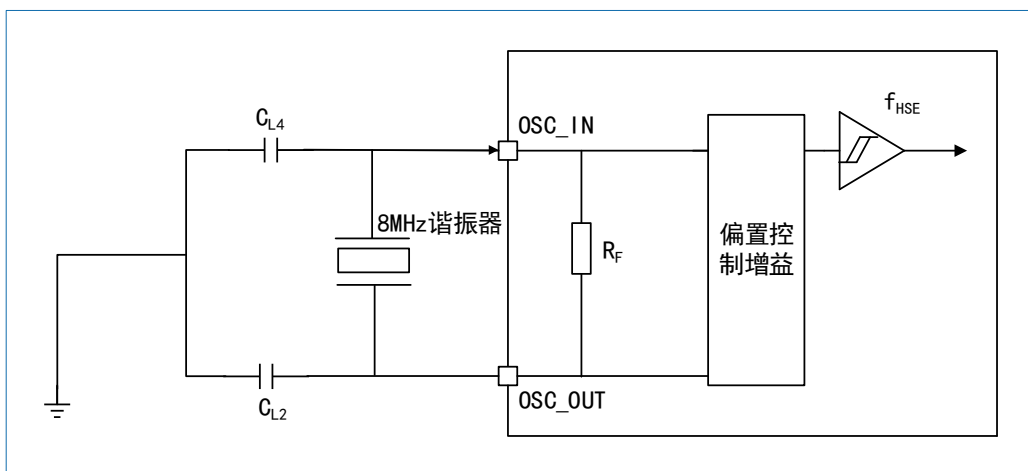 f_HSE
C_L4
OSC_IN
8MHz谐振器
R_F
偏置控
制增益
OSC_OUT
C_L2